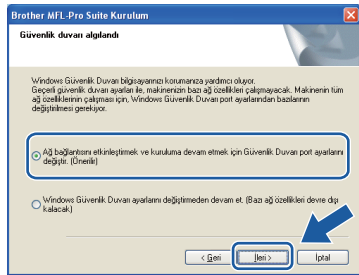 Brother MFL-Pro Suite Kurulum
Güvenlik duvarı algılandı
Windows Güvenlik Duvarı bilgisayarınızı korumanıza yardımcı oluyor.
Geçerli güvenlik duvarı ayarları ile, makinenizin bazı ağ özellikleri çalışmayacak. Makinenin tüm
ağ özelliklerinin çalışması için, Windows Güvenlik Duvarı port ayarlarından bazılarının
değiştirilmesi gerekiyor.
Ağ bağlantısını etkinleştirmek ve kuruluma devam etmek için Güvenlik Duvarı port ayarlarını
değiştir. (Önerilir)
Windows Güvenlik Duvarı ayarlarını değiştirmeden devam et. (Bazı ağ özellikleri devre dışı
kalacak)
< Geri
İleri >
İptal